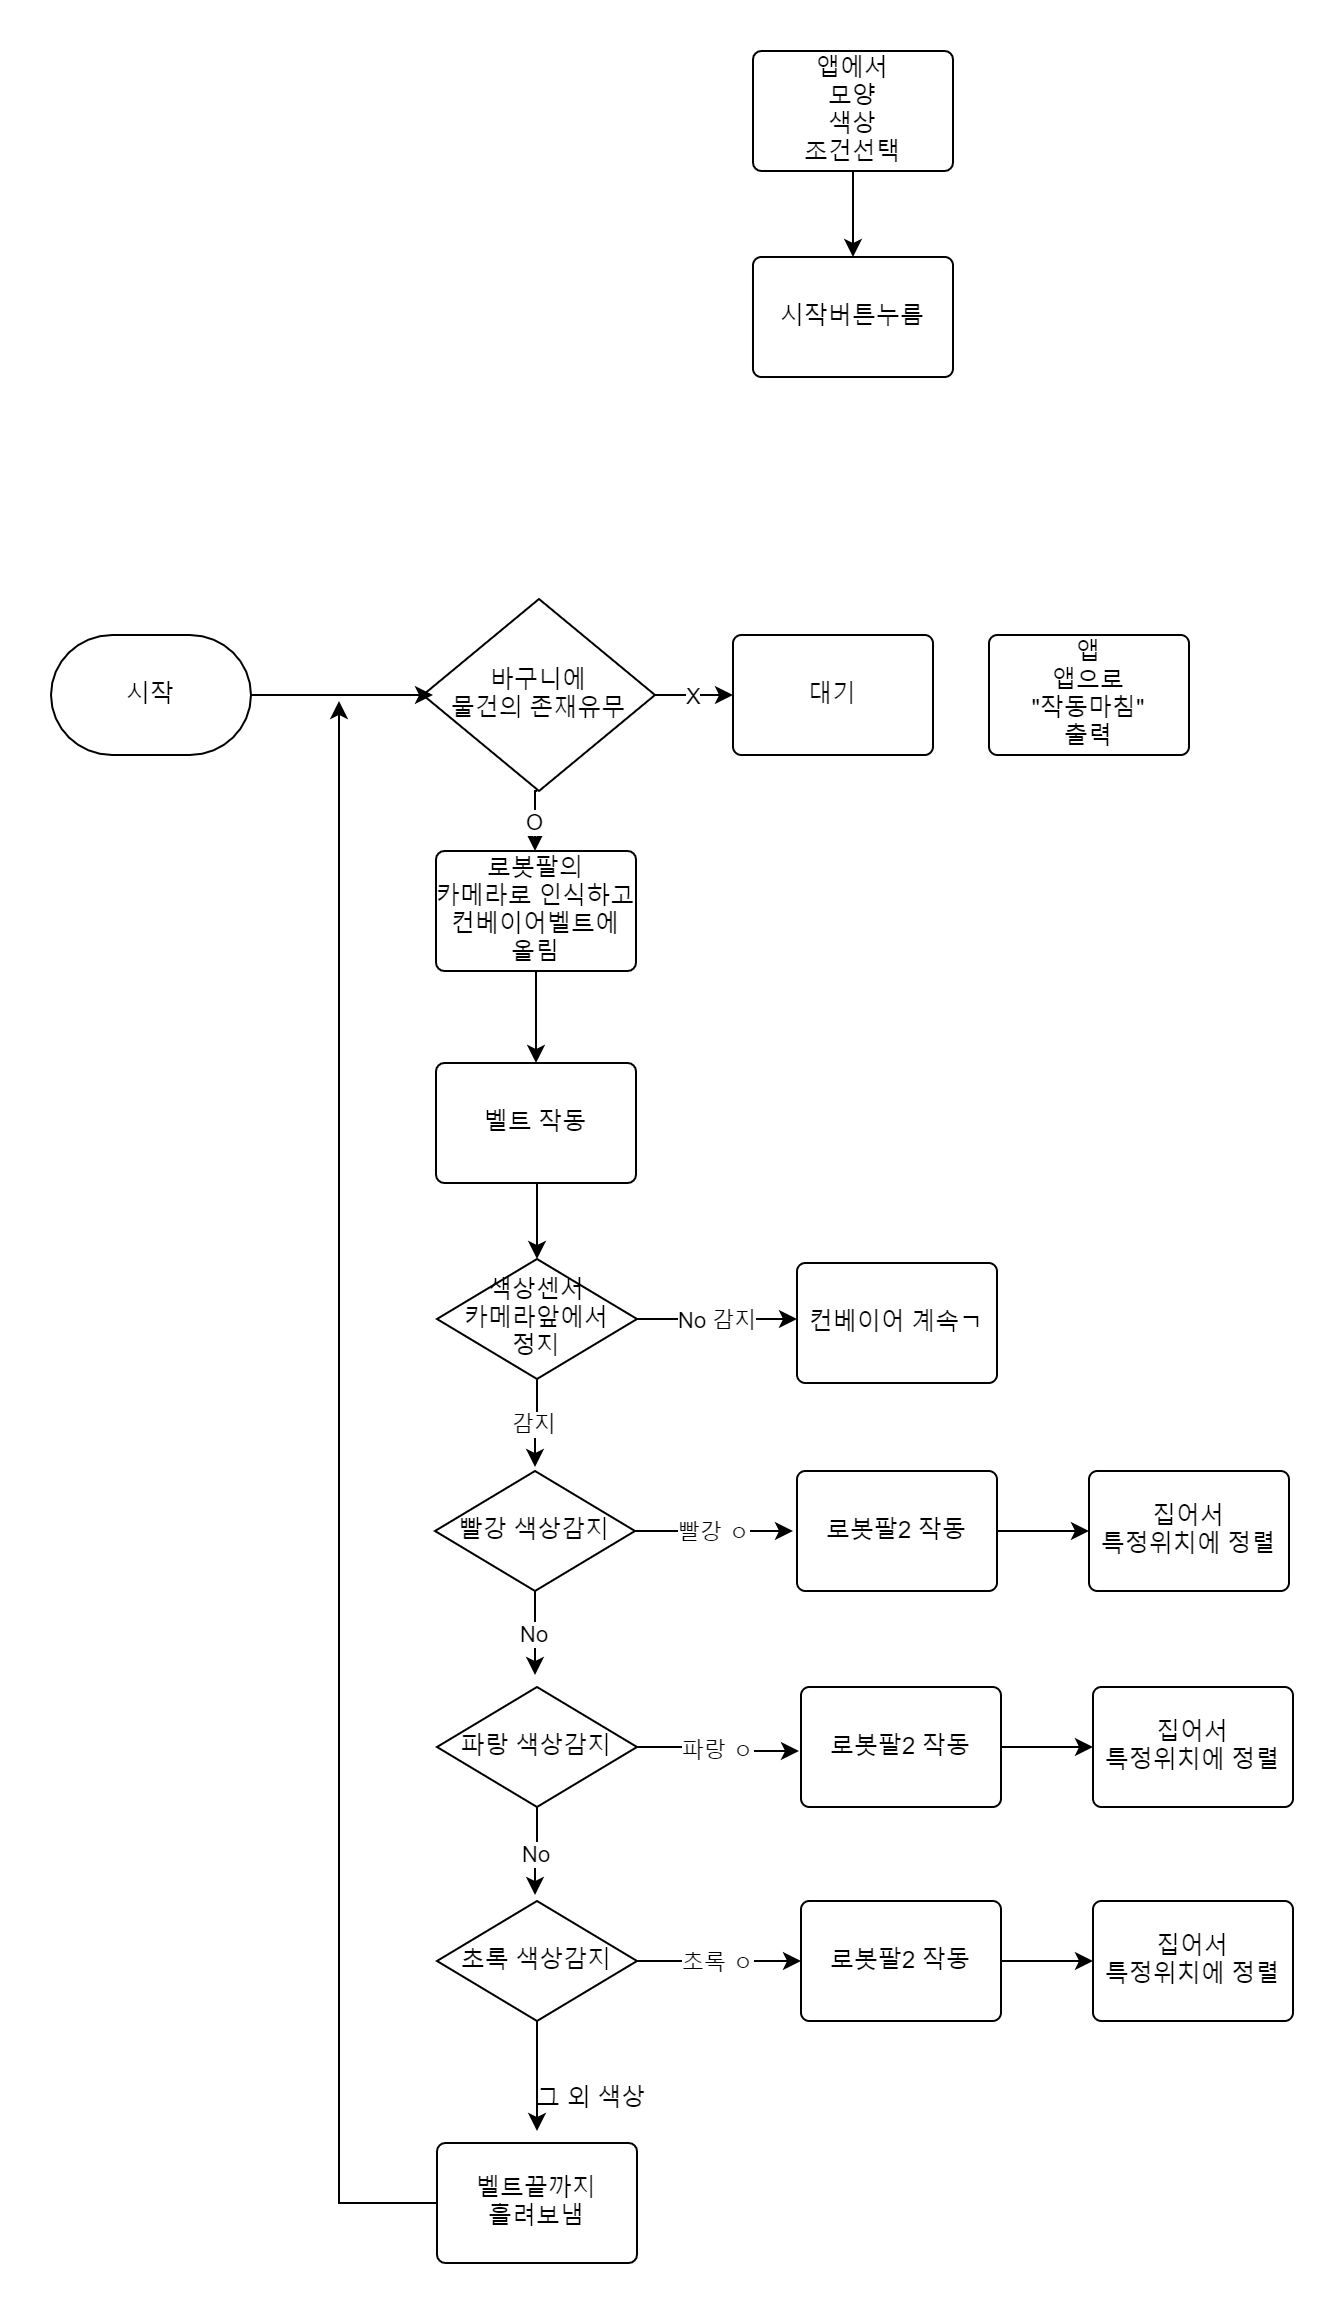 앱에서
모양
색상
조건선택
시작버튼누름
시작
바구니에
물건의 존재유무
X
대기
앱
앱으로
"작동마침"
출력
O
로봇팔의
카메라로 인식하고
컨베이어벨트에
올림
벨트 작동
색상센서
카메라앞에서
정지
No 감지
컨베이어 계속ㄱ
감지
빨강 색상감지
빨강 ㅇ
로봇팔2 작동
집어서
특정위치에 정렬
No
파랑 색상감지
파랑 ㅇ
로봇팔2 작동
집어서
특정위치에 정렬
No
초록 색상감지
초록 ㅇ
로봇팔2 작동
집어서
특정위치에 정렬
그 외 색상
벨트끝까지
흘려보냄